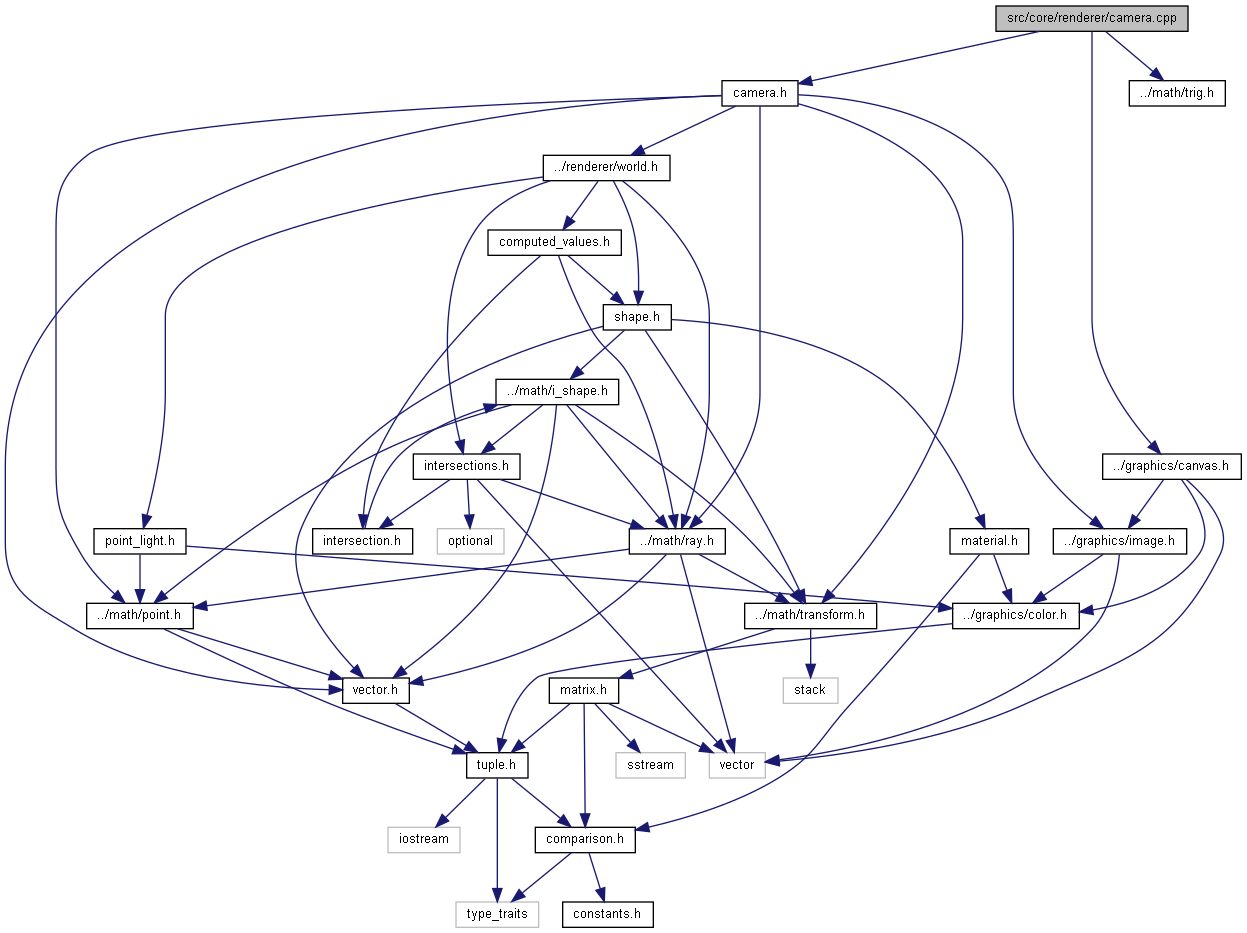 src/core/renderer/camera.cpp
camera.h
../math/trig.h
../renderer/world.h
computed_values.h
shape.h
../math/i_shape.h
intersections.h
../graphics/canvas.h
point_light.h
intersection.h
optional
../math/ray.h
material.h
../graphics/image.h
../math/point.h
../math/transform.h
../graphics/color.h
vector.h
matrix.h
stack
tuple.h
sstream
vector
iostream
comparison.h
type_traits
constants.h